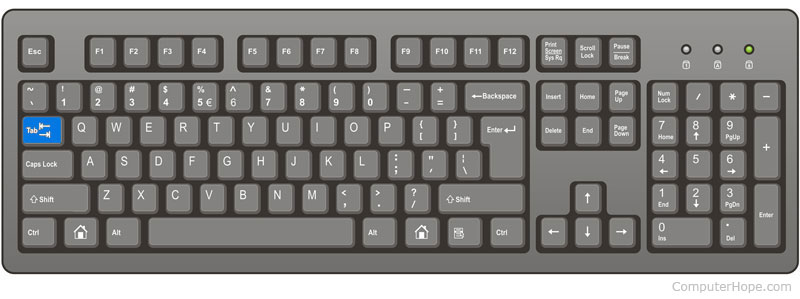 Esc F1 F2 F3 F4 F5 F6 F7 F8 F9 F10 F11 F12 Print Screen Sys Rq Scroll Lock Pause Break
1 A
~ ! @ # $ % ^ & * ( ) — +
\ 1 2 3 4 5 € 6 7 8 9 0 - = ←Backspace Insert Home Page Up Num Lock / * −
Tab Q W E R T Y U I O P { [ } ] Enter Delete End Page Down 7 Home 8 ↑ 9 PgUp +
Caps Lock A S D F G H J K L : ; " , | \ 4 ← 5 6 →
⇧ Shift Z X C V B N M < , > . ? / ⇧ Shift ↑ 1 End 2 ↓ 3 PgDn Enter
Ctrl Alt Alt Ctrl ← ↓ → 0 Ins . Del
ComputerHope.com